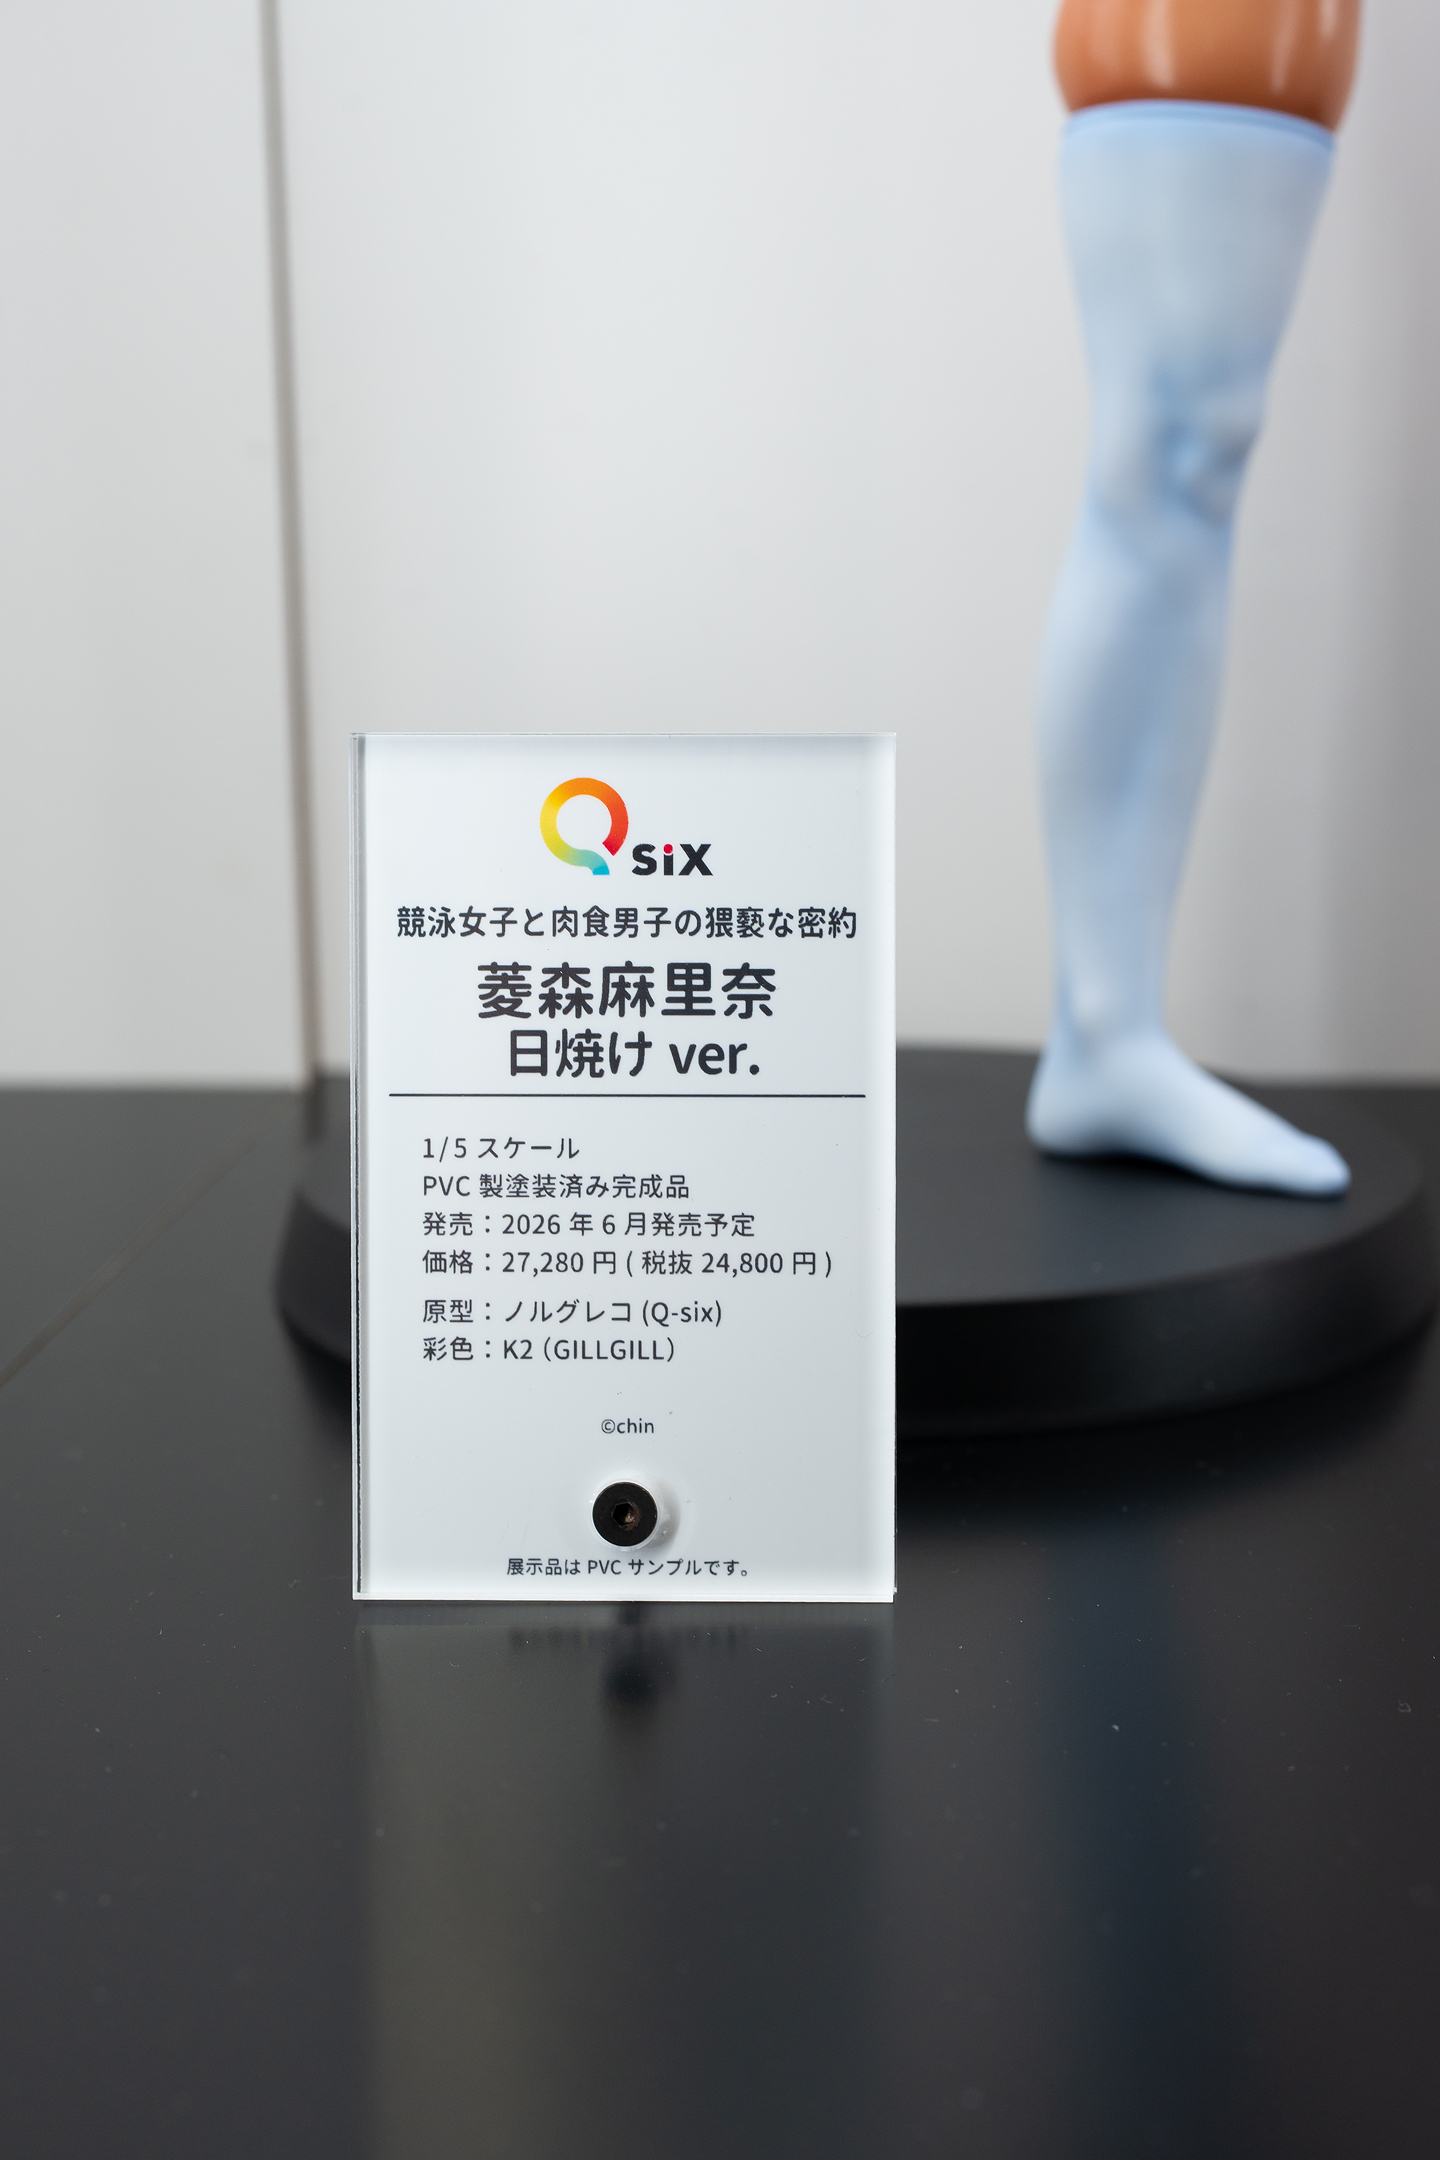 Q six
競泳女子と肉食男子の猥褻な密約
菱森麻里奈
日焼け ver.
1/5 スケール
PVC 製塗装済み完成品
発売：2026 年 6 月発売予定
価格：27,280 円 ( 税抜 24,800 円 )
原型：ノルグレコ (Q-six)
彩色：K2（GILLGILL）
©chin
展示品は PVC サンプルです。